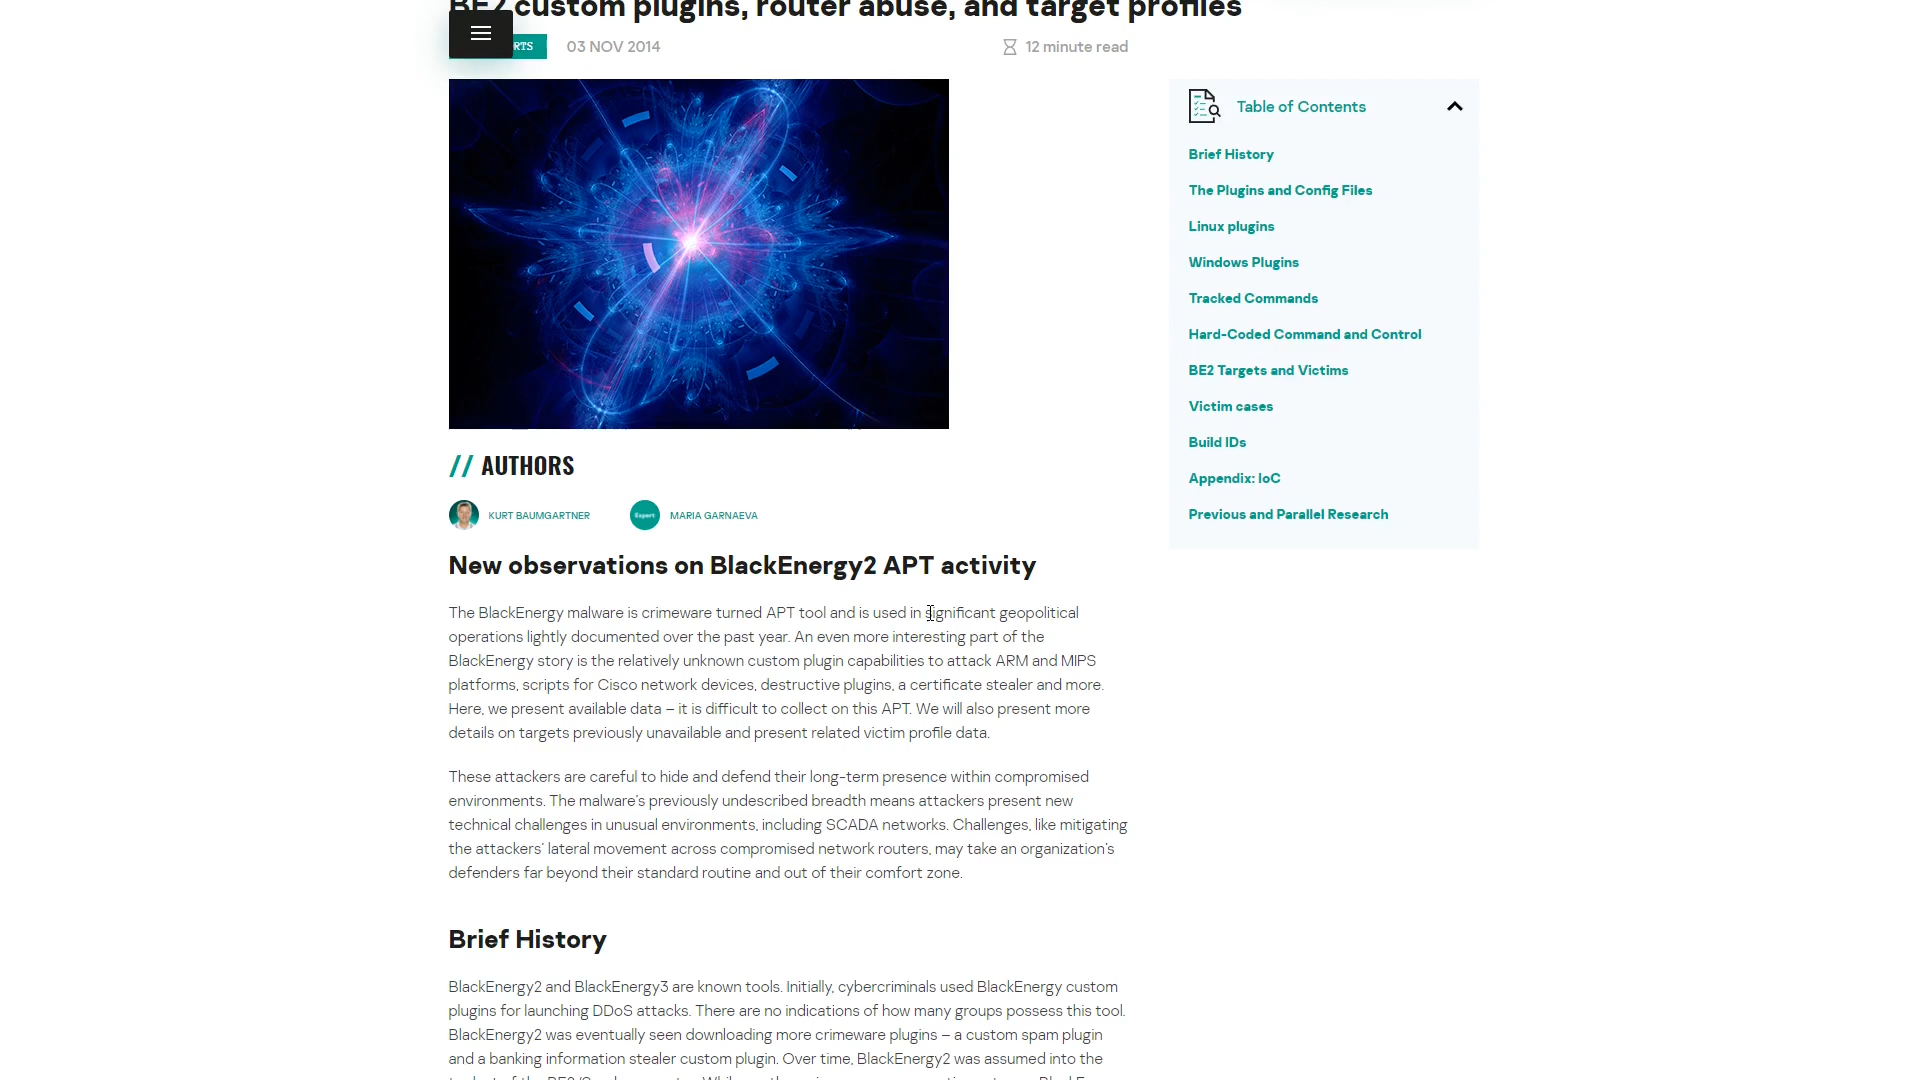 BE2 custom plugins, router abuse, and target profiles
RTS
03 NOV 2014
12 minute read
Table of Contents
Brief History
The Plugins and Config Files
Linux plugins
Windows Plugins
Tracked Commands
Hard-Coded Command and Control
BE2 Targets and Victims
Victim cases
Build IDs
Appendix: IoC
Previous and Parallel Research
// AUTHORS
KURT BAUMGARTNER
Expert
MARIA GARNAEVA
New observations on BlackEnergy2 APT activity
The BlackEnergy malware is crimeware turned APT tool and is used in significant geopolitical
operations lightly documented over the past year. An even more interesting part of the
BlackEnergy story is the relatively unknown custom plugin capabilities to attack ARM and MIPS
platforms, scripts for Cisco network devices, destructive plugins, a certificate stealer and more.
Here, we present available data – it is difficult to collect on this APT. We will also present more
details on targets previously unavailable and present related victim profile data.
These attackers are careful to hide and defend their long-term presence within compromised
environments. The malware's previously undescribed breadth means attackers present new
technical challenges in unusual environments, including SCADA networks. Challenges, like mitigating
the attackers' lateral movement across compromised network routers, may take an organization's
defenders far beyond their standard routine and out of their comfort zone.
Brief History
BlackEnergy2 and BlackEnergy3 are known tools. Initially, cybercriminals used BlackEnergy custom
plugins for launching DDoS attacks. There are no indications of how many groups possess this tool.
BlackEnergy2 was eventually seen downloading more crimeware plugins – a custom spam plugin
and a banking information stealer custom plugin. Over time, BlackEnergy2 was assumed into the